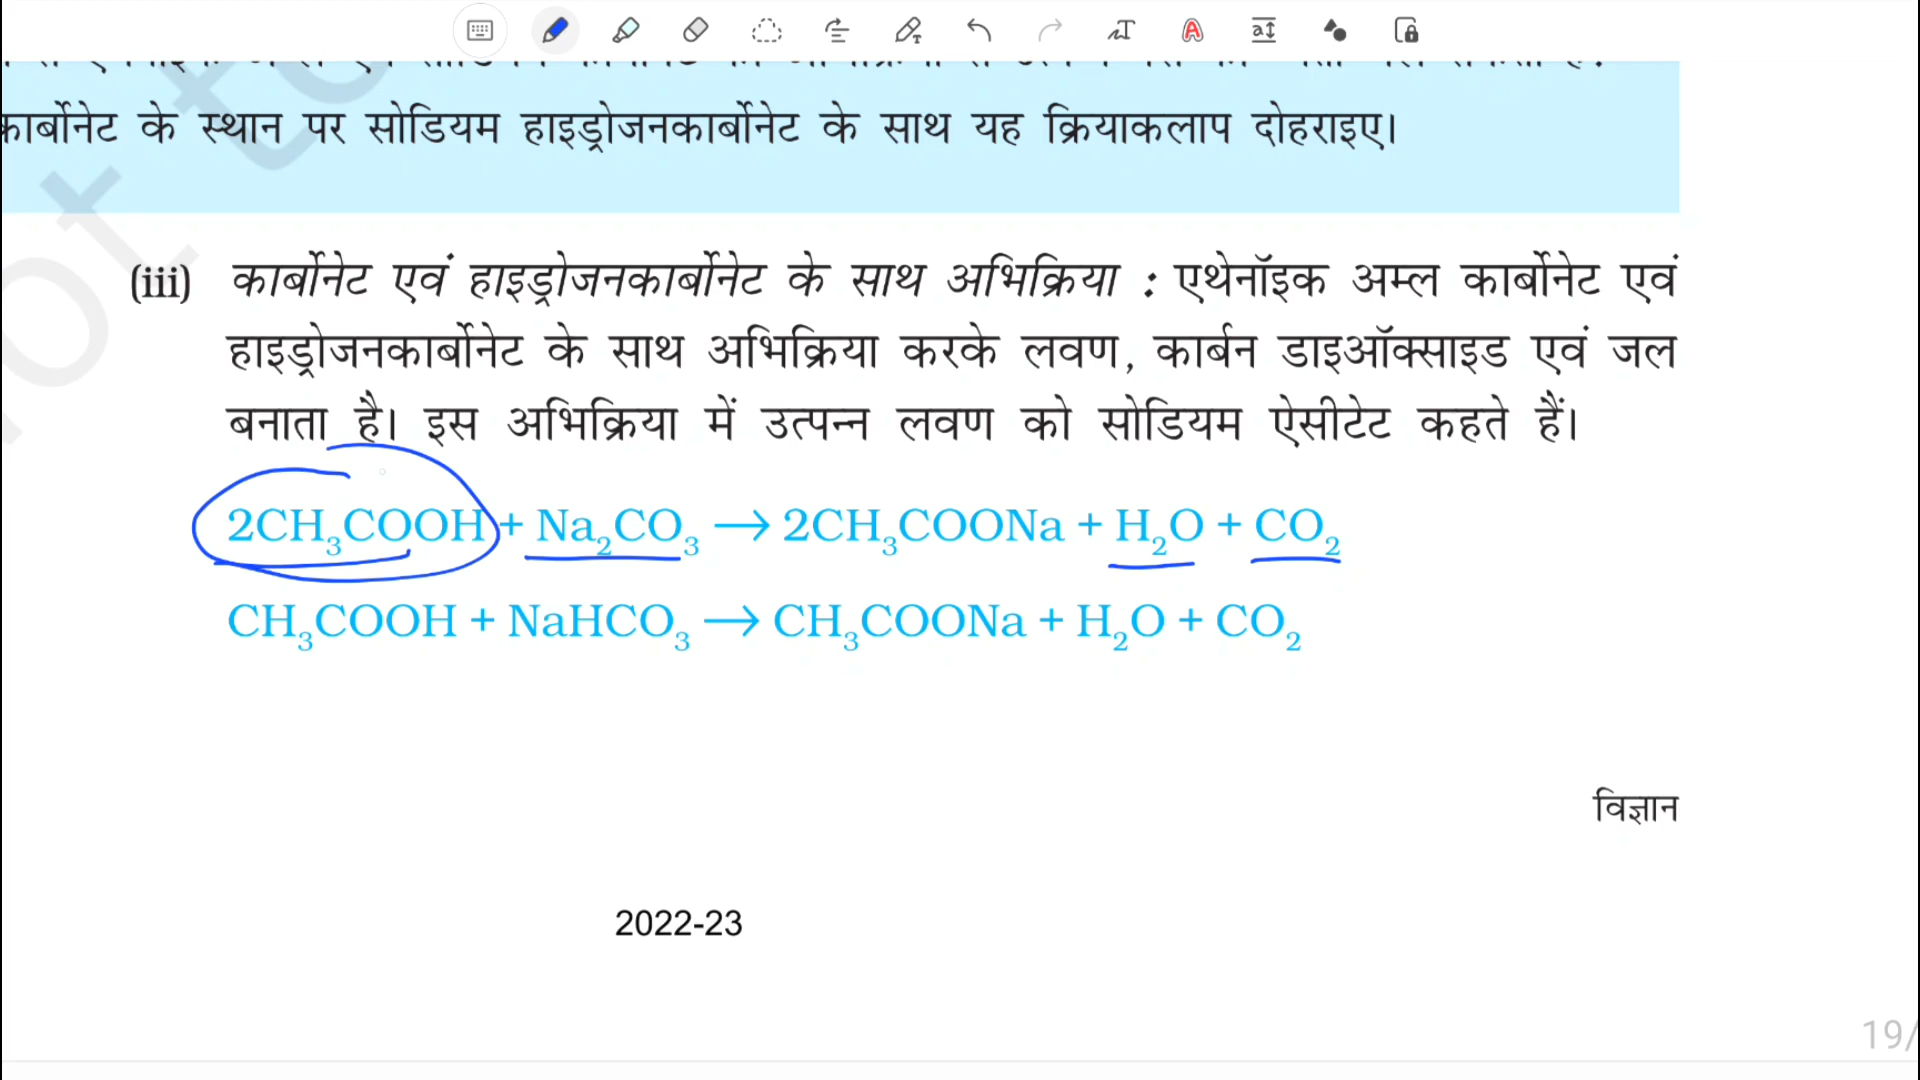 कार्बोनेट के स्थान पर सोडियम हाइड्रोजनकार्बोनेट के साथ यह क्रियाकलाप दोहराइए।
(iii) कार्बोनेट एवं हाइड्रोजनकार्बोनेट के साथ अभिक्रिया : एथेनॉइक अम्ल कार्बोनेट एवं
हाइड्रोजनकार्बोनेट के साथ अभिक्रिया करके लवण, कार्बन डाइऑक्साइड एवं जल
बनाता है। इस अभिक्रिया में उत्पन्न लवण को सोडियम ऐसीटेट कहते हैं।
2CH₃COOH + Na₂CO₃ → 2CH₃COONa + H₂O + CO₂
CH₃COOH + NaHCO₃ → CH₃COONa + H₂O + CO₂
विज्ञान
2022-23
19/